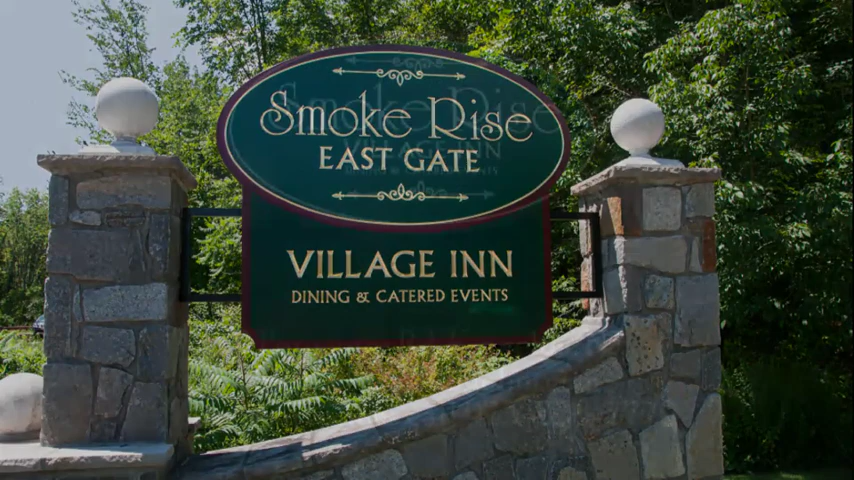 Smoke Rise
EAST GATE
VILLAGE INN
DINING & CATERED EVENTS